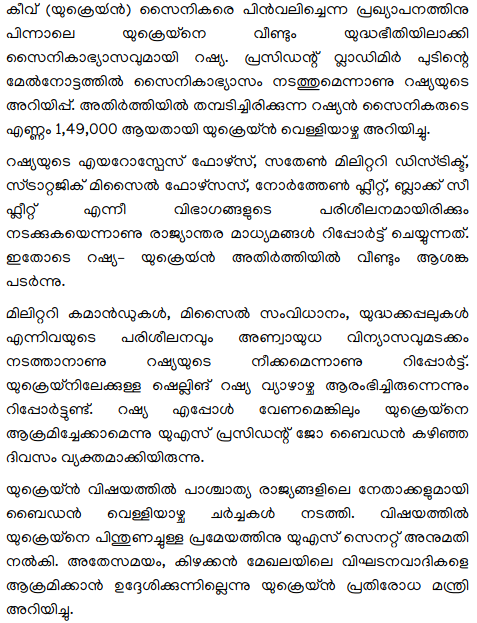 കീവ് (യുക്രെയ്ൻ) സൈനികരെ പിൻവലിച്ചെന്ന പ്രഖ്യാപനത്തിനു
പിന്നാലെ യുക്രെയ്നെ വീണ്ടും യുദ്ധഭീതിയിലാക്കി
സൈനികാഭ്യാസവുമായി റഷ്യ. പ്രസിഡന്റ് വ്ലാഡിമിർ പുടിന്റെ
മേൽനോട്ടത്തിൽ സൈനികാഭ്യാസം നടത്തുമെന്നാണു റഷ്യയുടെ
അറിയിപ്പ്. അതിർത്തിയിൽ തമ്പടിച്ചിരിക്കുന്ന റഷ്യൻ സൈനികരുടെ
എണ്ണം 1,49,000 ആയതായി യുക്രെയ്ൻ വെള്ളിയാഴ്ച അറിയിച്ചു.
റഷ്യയുടെ എയറോസ്പേസ് ഫോഴ്സ്, സതേൺ മിലിറ്ററി ഡിസ്ട്രിക്ട്,
സ്ട്രാറ്റജിക് മിസൈൽ ഫോഴ്സസ്, നോർത്തേൺ ഫ്ലീറ്റ്, ബ്ലാക്ക് സീ
ഫ്ലീറ്റ് എന്നീ വിഭാഗങ്ങളുടെ പരിശീലനമായിരിക്കും
നടക്കുകയെന്നാണു രാജ്യാന്തര മാധ്യമങ്ങൾ റിപ്പോർട്ട് ചെയ്യുന്നത്.
ഇതോടെ റഷ്യ– യുക്രെയ്ൻ അതിർത്തിയിൽ വീണ്ടും ആശങ്ക
പടർന്നു.
മിലിറ്ററി കമാൻഡുകൾ, മിസൈൽ സംവിധാനം, യുദ്ധക്കപ്പലുകൾ
എന്നിവയുടെ പരിശീലനവും അണ്വായുധ വിന്യാസവുമടക്കം
നടത്താനാണു റഷ്യയുടെ നീക്കമെന്നാണു റിപ്പോർട്ട്.
യുക്രെയ്നിലേക്കുള്ള ഷെല്ലിങ് റഷ്യ വ്യാഴാഴ്ച ആരംഭിച്ചിരുന്നെന്നും
റിപ്പോർട്ടുണ്ട്. റഷ്യ എപ്പോൾ വേണമെങ്കിലും യുക്രെയ്നെ
ആക്രമിച്ചേക്കാമെന്നു യുഎസ് പ്രസിഡന്റ് ജോ ബൈഡൻ കഴിഞ്ഞ
ദിവസം വ്യക്തമാക്കിയിരുന്നു.
യുക്രെയ്ൻ വിഷയത്തിൽ പാശ്ചാത്യ രാജ്യങ്ങളിലെ നേതാക്കളുമായി
ബൈഡൻ വെള്ളിയാഴ്ച ചർച്ചകൾ നടത്തി. വിഷയത്തിൽ
യുക്രെയ്നെ പിന്തുണച്ചുള്ള പ്രമേയത്തിനു യുഎസ് സെനറ്റ് അനുമതി
നൽകി. അതേസമയം, കിഴക്കൻ മേഖലയിലെ വിഘടനവാദികളെ
ആക്രമിക്കാൻ ഉദ്ദേശിക്കുന്നില്ലെന്നു യുക്രെയ്ൻ പ്രതിരോധ മന്ത്രി
അറിയിച്ചു.